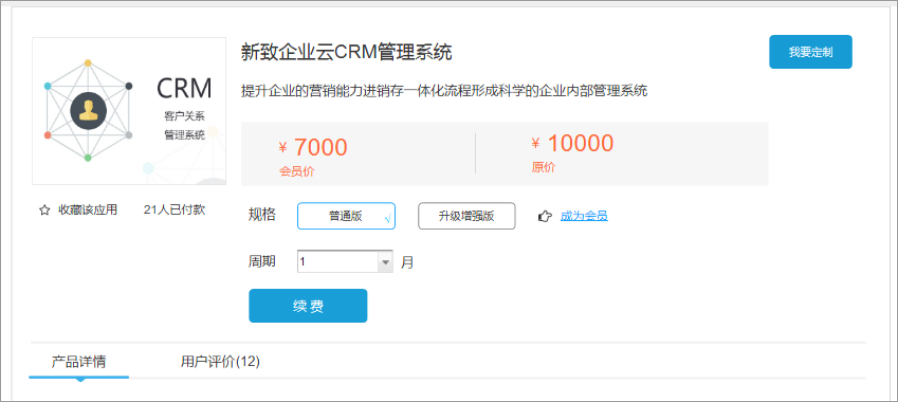 新致企业云CRM管理系统
我要定制
提升企业的营销能力进销存一体化流程形成科学的企业内部管理系统
CRM
客户关系
管理系统
¥ 7000
会员价
¥ 10000
原价
收藏该应用 21人已付款
规格 普通版 √ 升级增强版 成为会员
周期 1 月
续费
产品详情 用户评价(12)